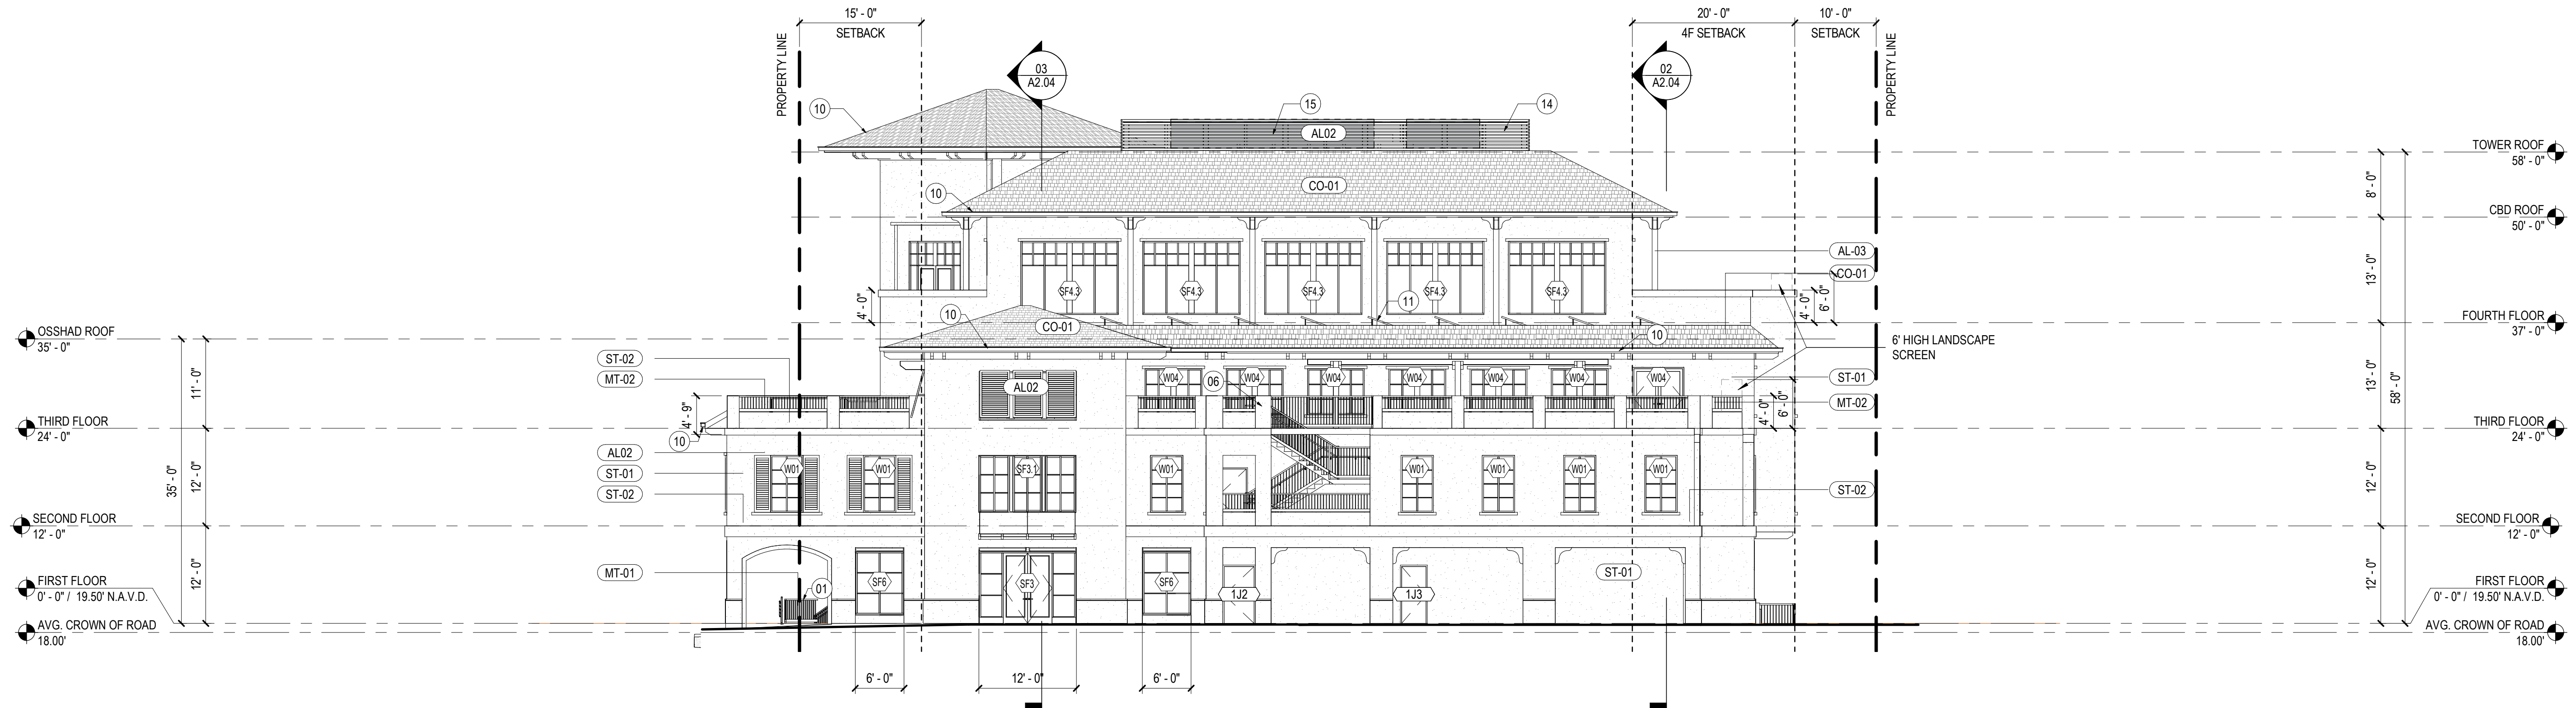 15' - 0"
SETBACK
20' - 0"
4F SETBACK
10' - 0"
SETBACK
PROPERTY LINE
PROPERTY LINE
03
A2.04
02
A2.04
10
15
14
AL02
TOWER ROOF
58' - 0"
8' - 0"
CO-01
10
CBD ROOF
50' - 0"
AL-03
CO-01
13' - 0"
SF4.3
SF4.3
SF4.3
SF4.3
SF4.3
11
4' - 0"
4' - 0"
6' - 0"
10
CO-01
10
FOURTH FLOOR
37' - 0"
OSSHAD ROOF
35' - 0"
6' HIGH LANDSCAPE
SCREEN
ST-02
MT-02
AL02
W04
W04
W04
W04
W04
W04
W04
06
ST-01
MT-02
11' - 0"
4' - 9"
4' - 0"
6' - 0"
13' - 0"
58' - 0"
THIRD FLOOR
24' - 0"
THIRD FLOOR
24' - 0"
10
AL02
ST-01
ST-02
W01
W01
SF3.1
W01
W01
W01
W01
W01
ST-02
35' - 0"
12' - 0"
12' - 0"
SECOND FLOOR
12' - 0"
SECOND FLOOR
12' - 0"
MT-01
01
SF6
SF3
SF6
1J2
1J3
ST-01
12' - 0"
12' - 0"
FIRST FLOOR
0' - 0" / 19.50' N.A.V.D.
FIRST FLOOR
0' - 0" / 19.50' N.A.V.D.
AVG. CROWN OF ROAD
18.00'
AVG. CROWN OF ROAD
18.00'
6' - 0"
12' - 0"
6' - 0"